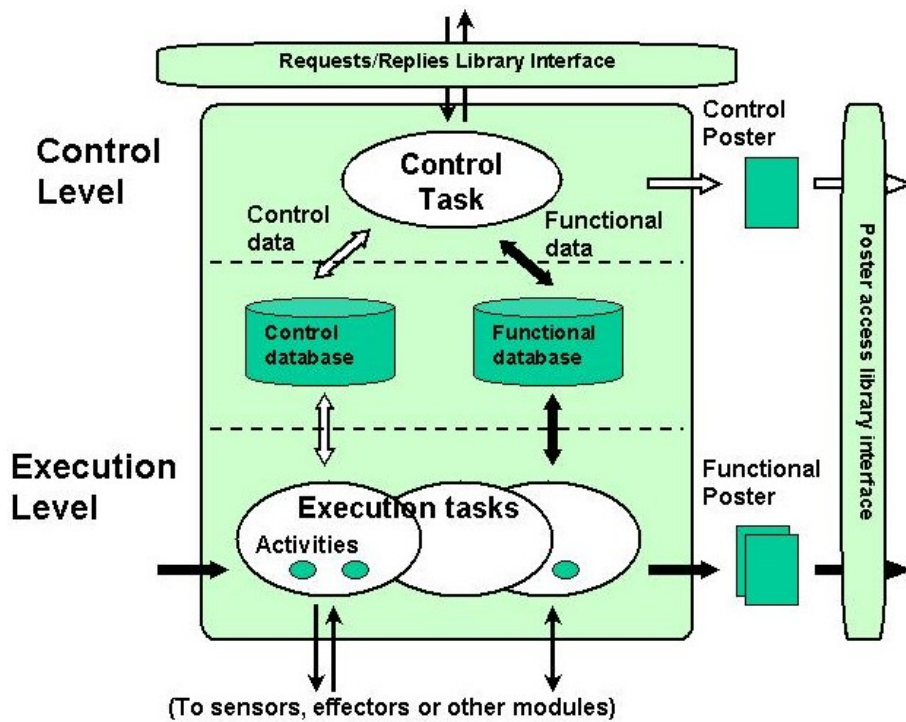 Requests/Replies Library Interface
Control
Level
Control
Task
Control
Poster
Control
data
Functional
data
Control
database
Functional
database
Poster access library interface
Execution
Level
Execution tasks
Activities
Functional
Poster
(To sensors, effectors or other modules)